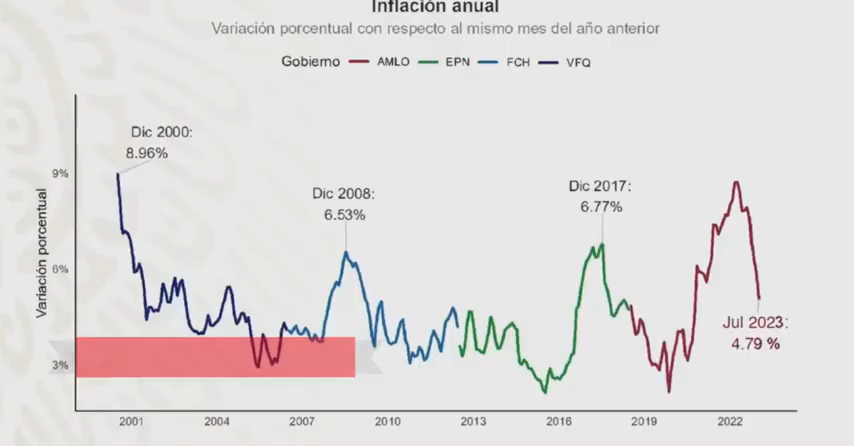 Inflación anual
Variación porcentual con respecto al mismo mes del año anterior
Gobierno AMLO EPN FCH VFQ
Dic 2000:
8.96%
Dic 2008:
6.53%
Dic 2017:
6.77%
9%
6%
3%
Variación porcentual
Jul 2023:
4.79 %
2001 2004 2007 2010 2013 2016 2019 2022